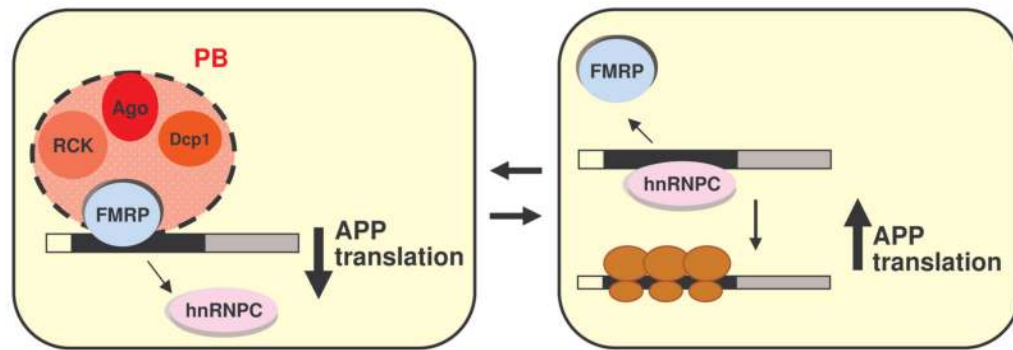 PB
Ago
RCK
Dcp1
FMRP
APP
translation
hnRNPC
FMRP
hnRNPC
APP
translation